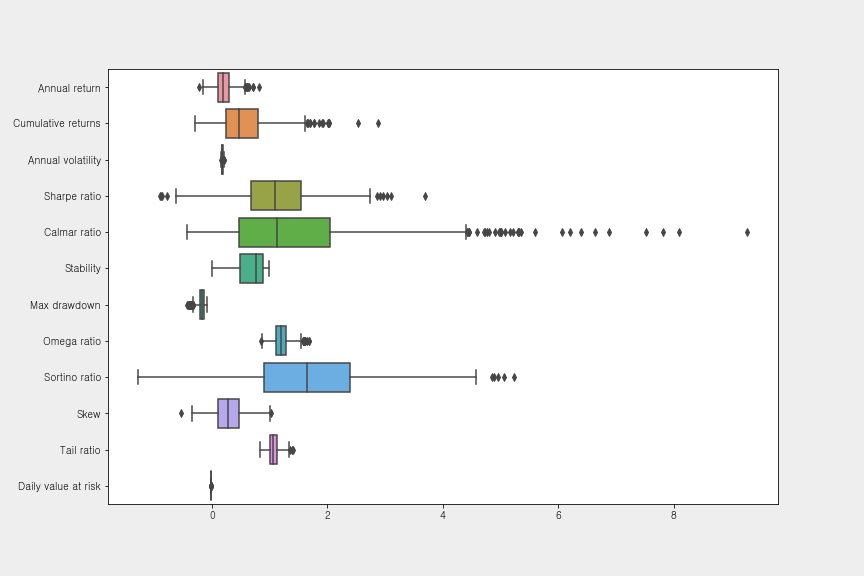 Annual return
Cumulative returns
Annual volatility
Sharpe ratio
Calmar ratio
Stability
Max drawdown
Omega ratio
Sortino ratio
Skew
Tail ratio
Daily value at risk
0 2 4 6 8